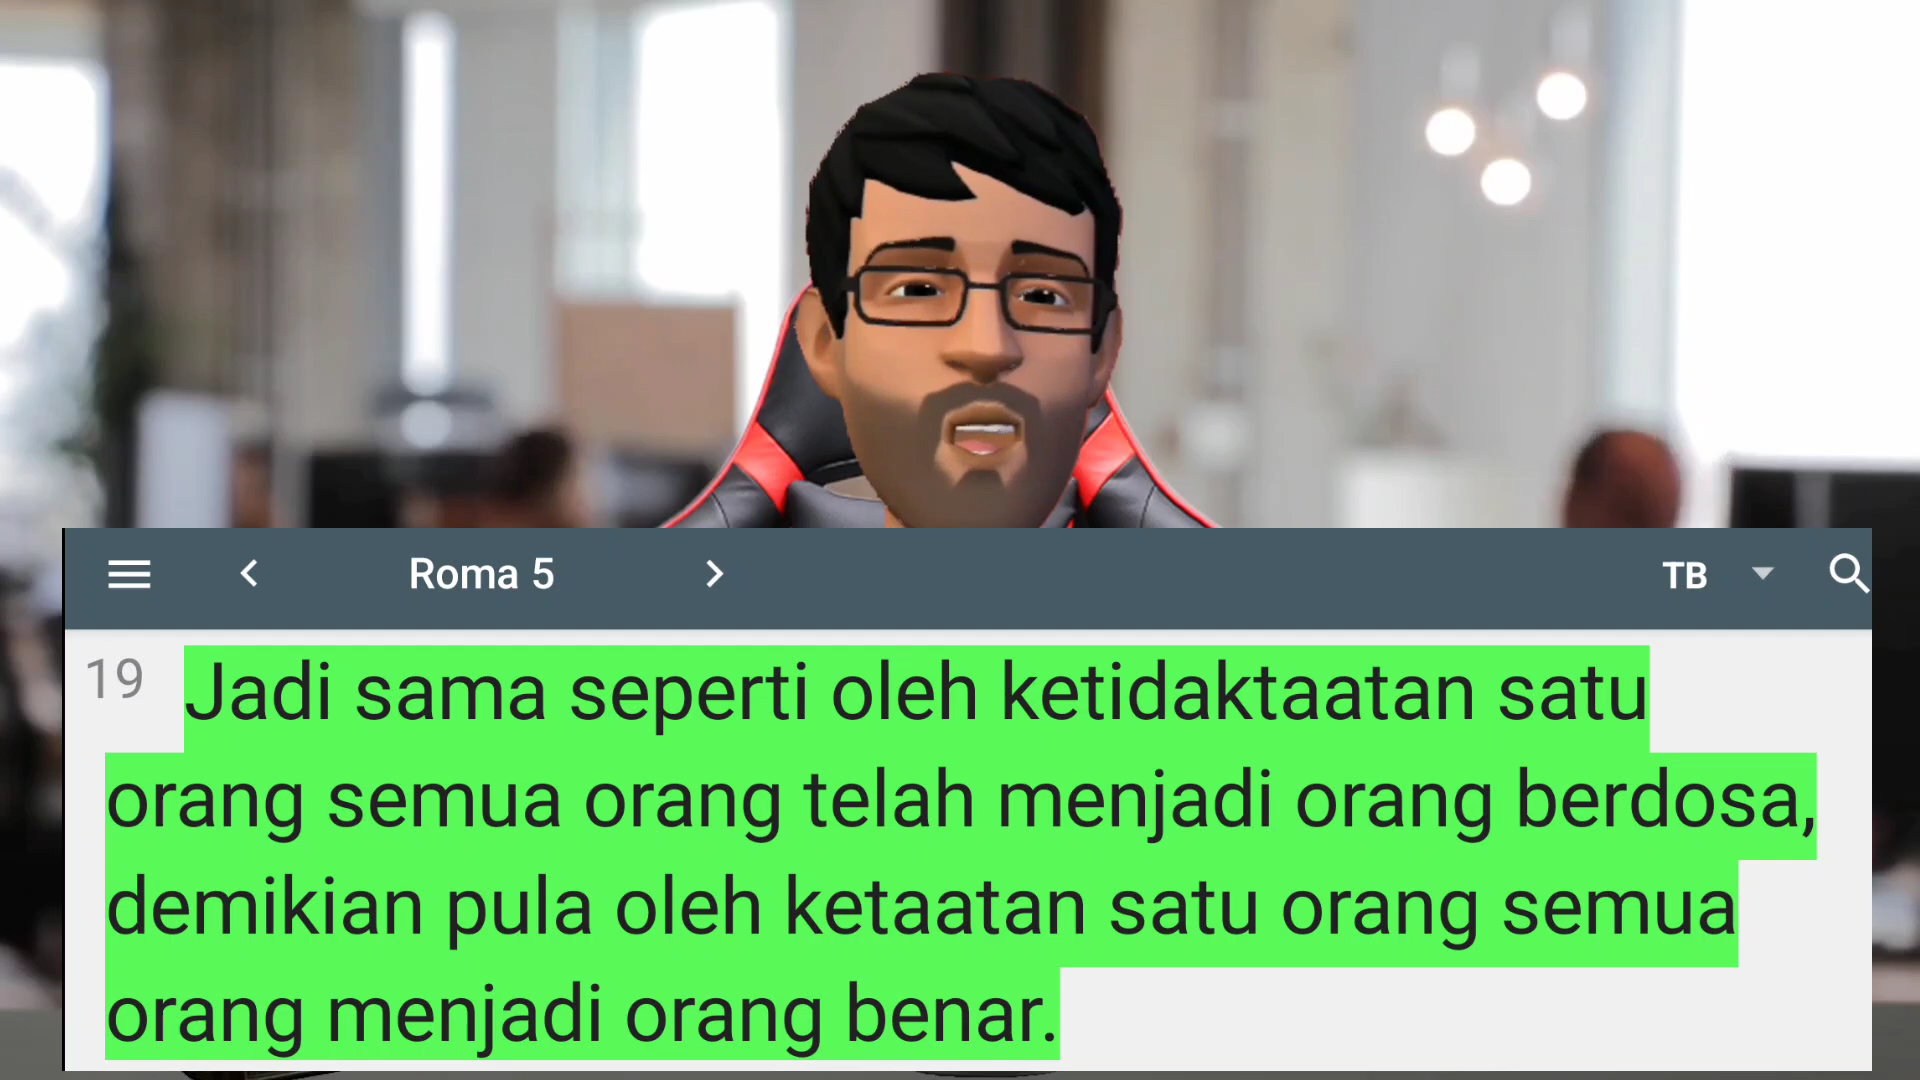 Roma 5 TB
19 Jadi sama seperti oleh ketidaktaatan satu
orang semua orang telah menjadi orang berdosa,
demikian pula oleh ketaatan satu orang semua
orang menjadi orang benar.